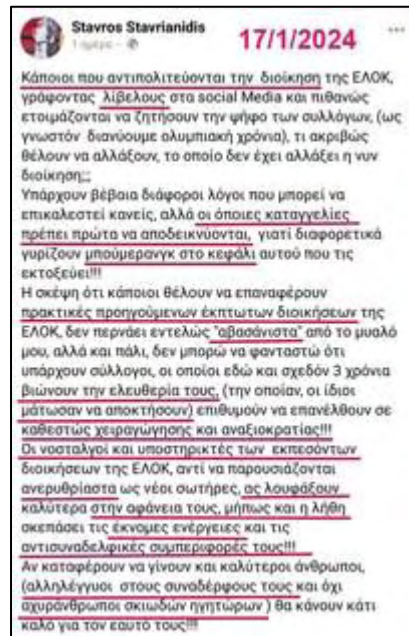 Stavros Stavrianidis
17/1/2024
1 ημέρα
Κάποιοι που αντιπολιτεύονται την διοίκηση της ΕΛΟΚ,
γράφοντας λίβελους στα social Media και πιθανώς
ετοιμάζονται να ζητήσουν την ψήφο των συλλόγων, (ως
γνωστόν διανύουμε ολυμπιακή χρόνια), τι ακριβώς
θέλουν να αλλάξουν, το οποίο δεν έχει αλλάξει η νυν
διοίκηση;;;
Υπάρχουν βέβαια διάφοροι λόγοι που μπορεί να
επικαλεστεί κανείς, αλλά οι όποιες καταγγελίες
πρέπει πρώτα να αποδεικνύονται, γιατί διαφορετικά
γυρίζουν μπούμερανγκ στο κεφάλι αυτού που τις
εκτοξεύει!!!
Η σκέψη ότι κάποιοι θέλουν να επαναφέρουν
πρακτικές προηγούμενων έκπτωτων διοικήσεων της
ΕΛΟΚ, δεν περνάει εντελώς "αβασάνιστα" από το μυαλό
μου, αλλά και πάλι, δεν μπορώ να φανταστώ ότι
υπάρχουν σύλλογοι, οι οποίοι εδώ και σχεδόν 3 χρόνια
βιώνουν την ελευθερία τους, (την οποίαν, οι ίδιοι
μάτωσαν να αποκτήσουν) επιθυμούν να επανέλθουν σε
καθεστώς χειραγώγησης και αναξιοκρατίας!!!
Οι νοσταλγοί και υποστηρικτές των εκπεσόντων
διοικήσεων της ΕΛΟΚ, αντί να παρουσιάζονται
ανερυθρίαστα ως νέοι σωτήρες, ας λουφάξουν
καλύτερα στην αφάνεια τους, μήπως και η λήθη
σκεπάσει τις έκνομες ενέργειες και τις
αντισυναδελφικές συμπεριφορές τους!!!
Αν καταφέρουν να γίνουν και καλύτεροι άνθρωποι,
(αλληλέγγυοι στους συναδέρφους τους και όχι
αχυράνθρωποι σκιωδών ηγητώρων ) θα κάνουν κάτι
καλό για τον εαυτό τους!!!